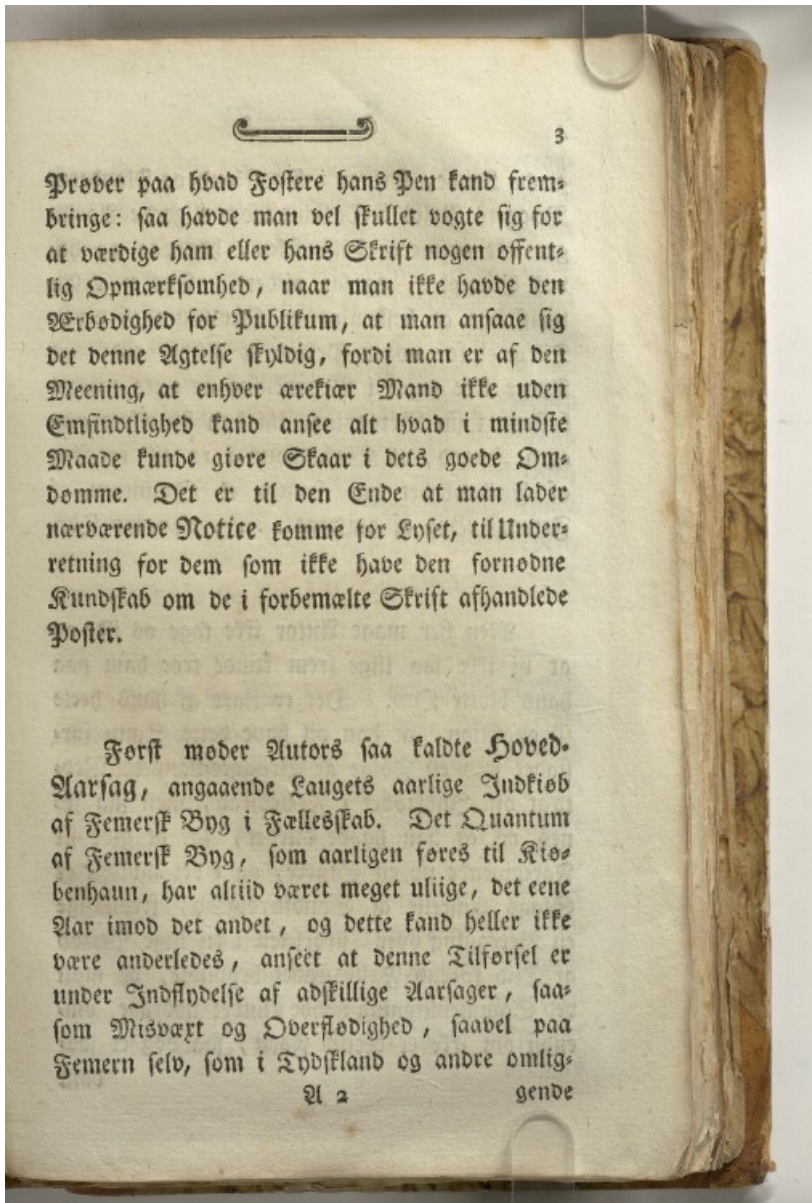 3
Prøver paa hvad Fostere hans Pen kand frem-
bringe: saa havde man vel skullet vogte sig for
at værdige ham eller hans Skrift nogen offent-
lig Opmærksomhed, naar man ikke havde den
Ærbødighed for Publikum, at man ansaae sig
det denne Agtelse skyldig, fordi man er af den
Meening, at enhver ærekiær Mand ikke uden
Emfindtlighed kand ansee alt hvad i mindste
Maade kunde giøre Skaar i dets goede Om-
dømme. Det er til den Ende at man lader
nærværende Notice komme for Lyset, til Under-
retning for dem som ikke have den fornødne
Kundskab om de i forbemælte Skrift afhandlede
Poster.
Først møder Autors saa kaldte Hoved-
Aarsag, angaaende Laugets aarlige Indkiøb
af Femersk Byg i Fællesskab. Det Quantum
af Femersk Byg, som aarligen føres til Kiø-
benhaun, har altiid været meget uliige, det eene
Aar imod det andet, og dette kand heller ikke
være anderledes, anseet at denne Tilførsel er
under Indflydelse af adskillige Aarsager, saa-
som Misvæxt og Overflødighed, saavel paa
Femern selv, som i Tydskland og andre omlig-
A 2 gende